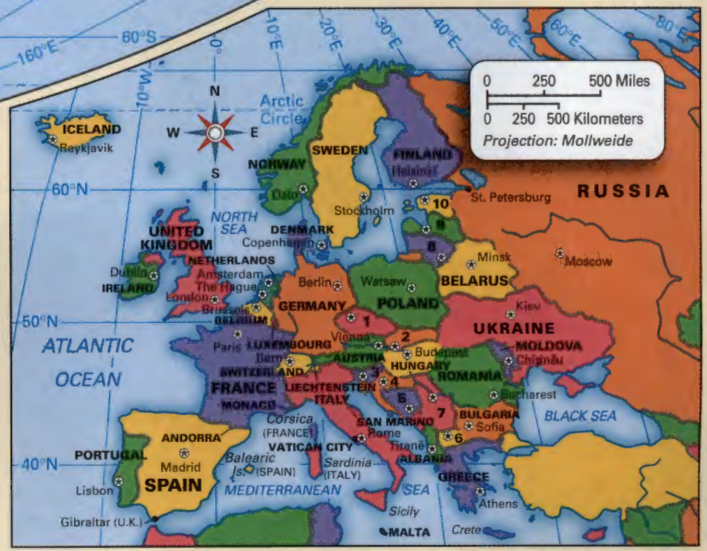 160°E
60°S
10°W
0°
10°E
20°E
30°E
40°E
50°E
60°E
80°E
0 250 500 Miles
0 250 500 Kilometers
Projection: Mollweide
N
W E
S
Arctic
Circle
ICELAND
Reykjavik
NORWAY
Oslo
SWEDEN
Stockholm
FINLAND
Helsinki
St. Petersburg
RUSSIA
Moscow
60°N
10
9
8
NORTH
SEA
DENMARK
Copenhagen
UNITED
KINGDOM
London
Dublin
IRELAND
NETHERLANDS
Amsterdam
The Hague
Brussels
BELGIUM
Berlin
GERMANY
Warsaw
POLAND
Minsk
BELARUS
Kiev
UKRAINE
MOLDOVA
Chişinău
50°N
ATLANTIC
OCEAN
Paris
LUXEMBOURG
Bern
SWITZERLAND
FRANCE
MONACO
LIECHTENSTEIN
ITALY
1
Vienna
AUSTRIA
2
Budapest
HUNGARY
3
4
5
6
7
ROMANIA
Bucharest
BULGARIA
Sofia
BLACK SEA
SAN MARINO
Rome
VATICAN CITY
Corsica
(FRANCE)
Sardinia
(ITALY)
Tiranë
ALBANIA
GREECE
Athens
Crete
Sicily
MALTA
MEDITERRANEAN SEA
Balearic
Is. (SPAIN)
ANDORRA
Madrid
SPAIN
PORTUGAL
Lisbon
Gibraltar (U.K.)
40°N